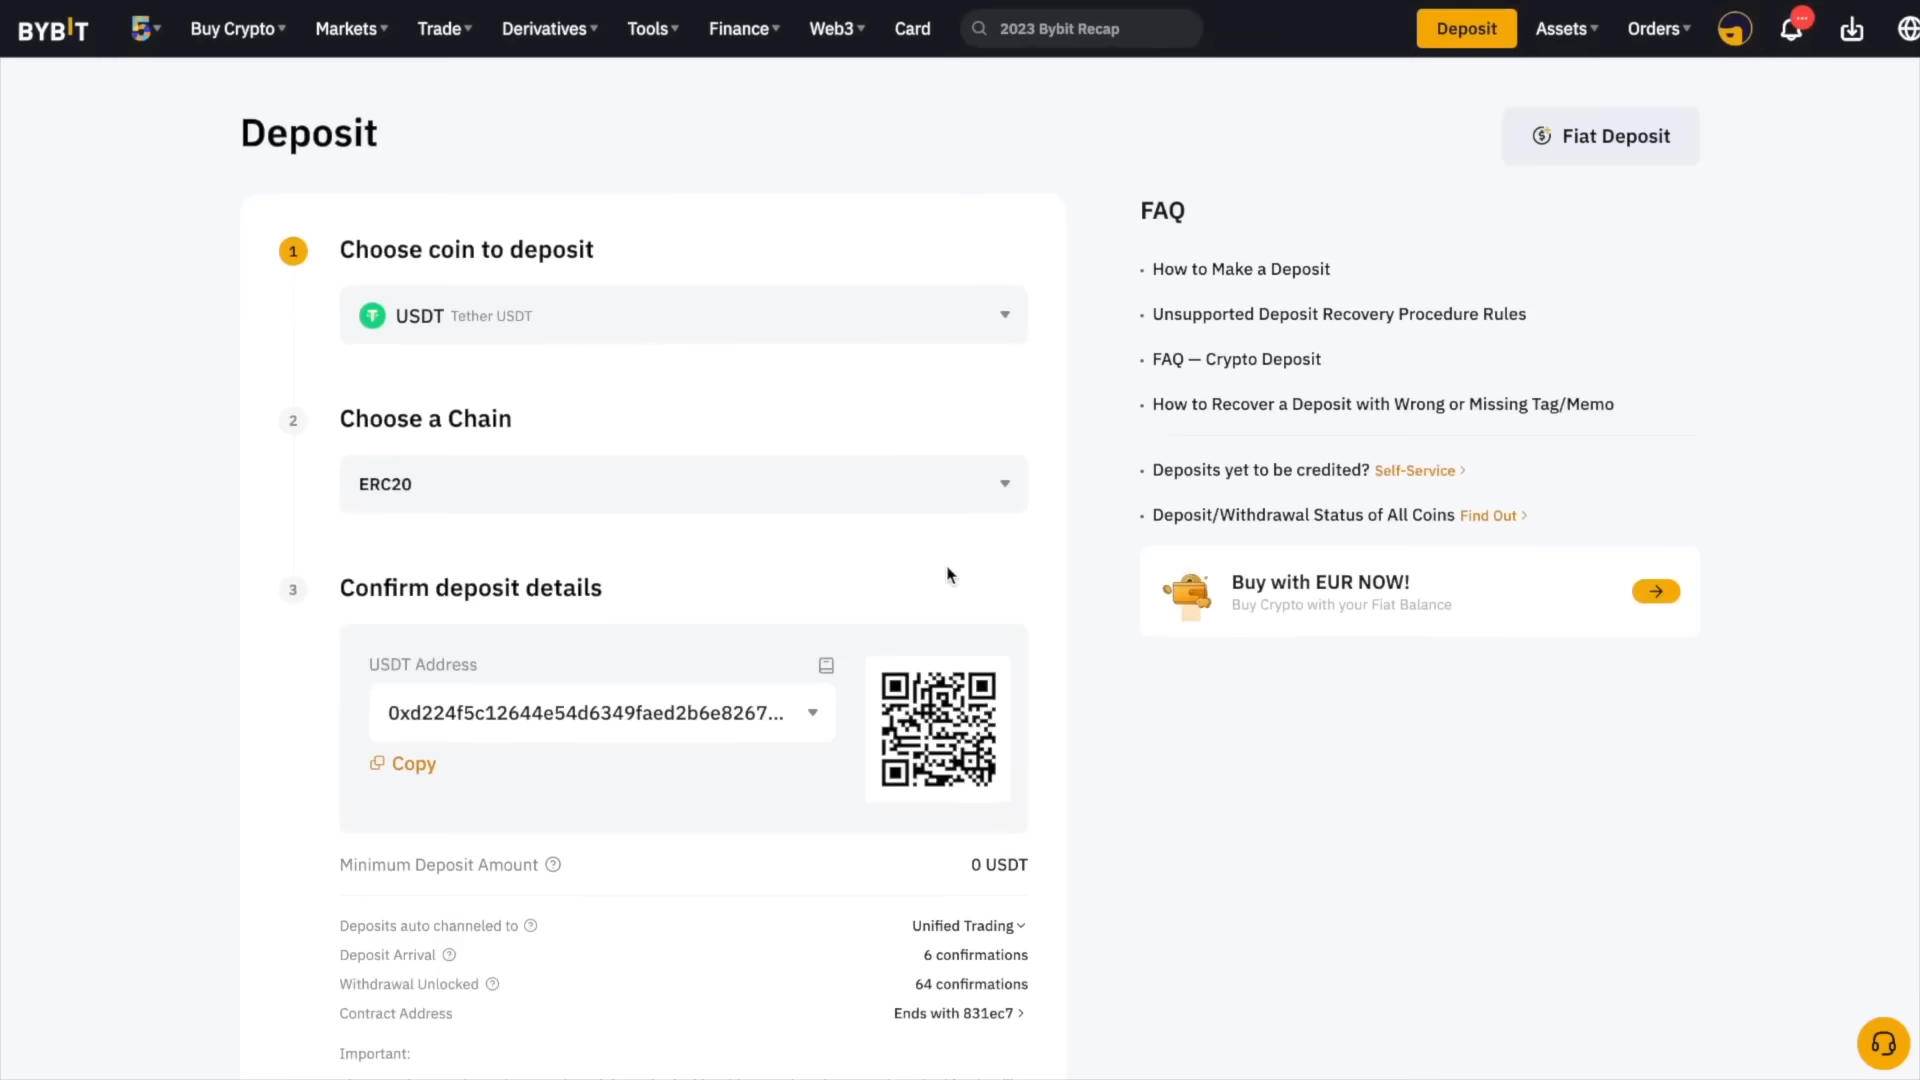 BYBIT
Buy Crypto
Markets
Trade
Derivatives
Tools
Finance
Web3
Card
2023 Bybit Recap
Deposit
Assets
Orders
Deposit
Fiat Deposit
1
Choose coin to deposit
USDT Tether USDT
2
Choose a Chain
ERC20
3
Confirm deposit details
USDT Address
0xd224f5c12644e54d6349faed2b6e8267...
Copy
Minimum Deposit Amount
0 USDT
Deposits auto channeled to
Unified Trading
Deposit Arrival
6 confirmations
Withdrawal Unlocked
64 confirmations
Contract Address
Ends with 831ec7 >
Important:
FAQ
• How to Make a Deposit
• Unsupported Deposit Recovery Procedure Rules
• FAQ — Crypto Deposit
• How to Recover a Deposit with Wrong or Missing Tag/Memo
• Deposits yet to be credited? Self-Service >
• Deposit/Withdrawal Status of All Coins Find Out >
Buy with EUR NOW!
Buy Crypto with your Fiat Balance